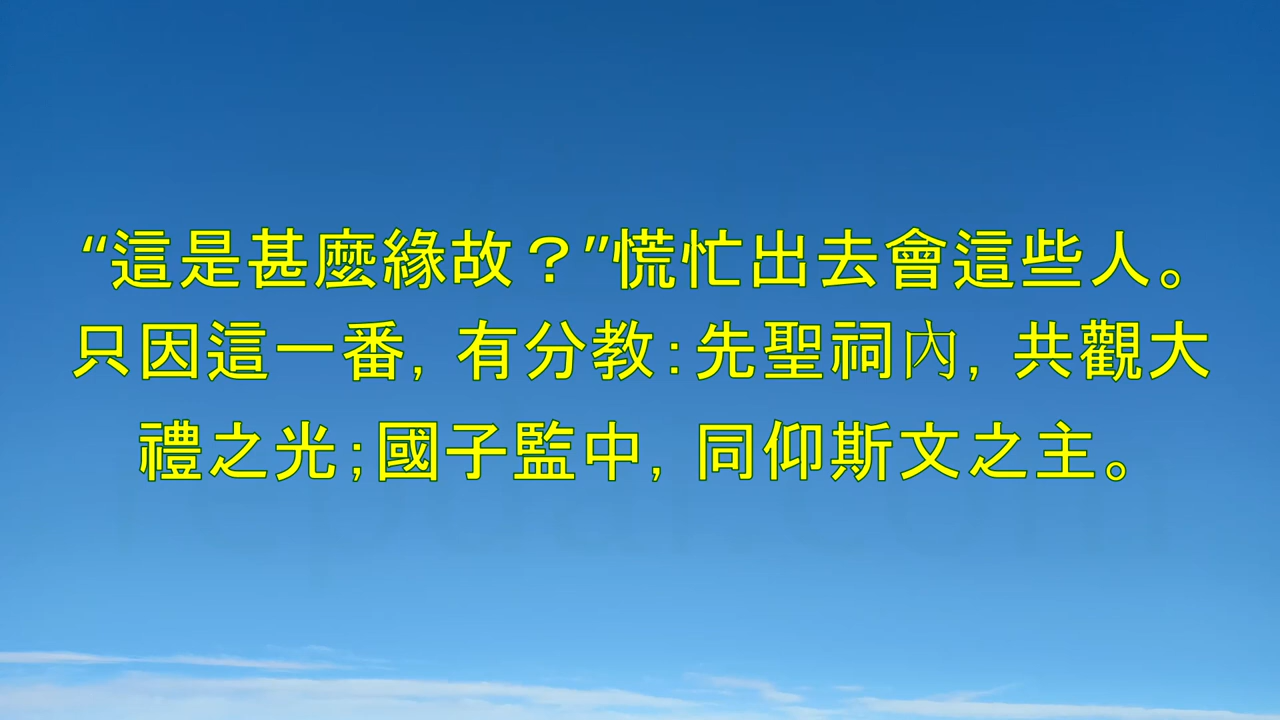 “這是甚麼緣故？”慌忙出去會這些人。
只因這一番，有分教：先聖祠內，共觀大
禮之光；國子監中，同仰斯文之主。